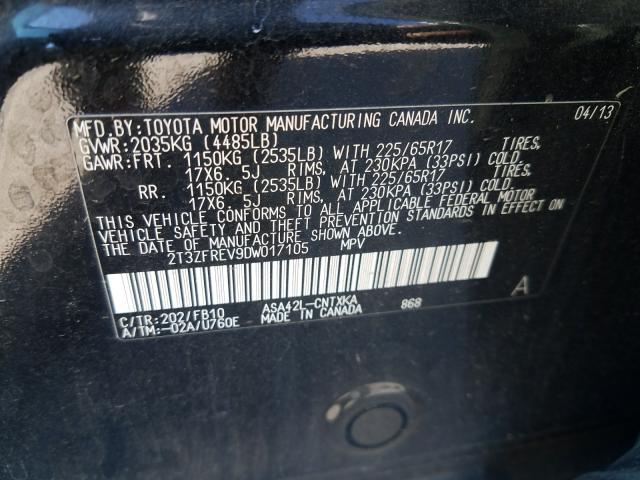 MFD.BY:TOYOTA MOTOR MANUFACTURING CANADA INC. 04/13
GVWR:2035KG (4485LB)
GAWR:FRT. 1150KG (2535LB) WITH 225/65R17 TIRES,
17X6 . 5J RIMS, AT 230KPA (33PSI) COLD.
RR. 1150KG (2535LB) WITH 225/65R17 TIRES,
17X6 . 5J RIMS, AT 230KPA (33PSI) COLD.
THIS VEHICLE CONFORMS TO ALL APPLICABLE FEDERAL MOTOR
VEHICLE SAFETY AND THEFT PREVENTION STANDARDS IN EFFECT ON
THE DATE OF MANUFACTURE SHOWN ABOVE.
2T3ZFREV9DW017105 MPV
A
C/TR:202/FB10 ASA42L-CNTXKA 868
A/TM:-02A/U760E MADE IN CANADA